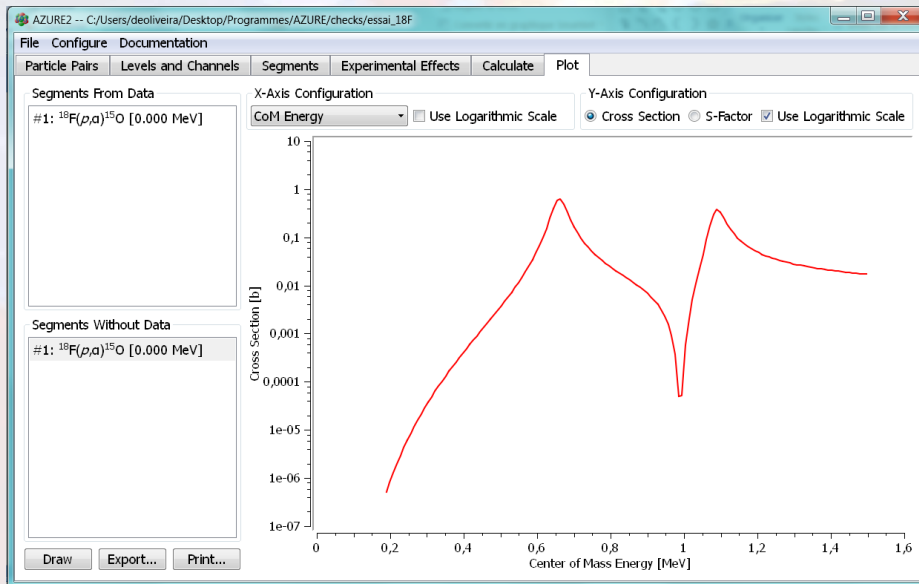 AZURE2 -- C:/Users/deoliveira/Desktop/Programmes/AZURE/checks/essai_18F
File Configure Documentation
Particle Pairs Levels and Channels Segments Experimental Effects Calculate Plot
Segments From Data
#1: ¹⁸F(p,α)¹⁵O [0.000 MeV]
Segments Without Data
#1: ¹⁸F(p,α)¹⁵O [0.000 MeV]
Draw Export... Print...
X-Axis Configuration
CoM Energy Use Logarithmic Scale
Y-Axis Configuration
Cross Section S-Factor Use Logarithmic Scale
Cross Section [b]
10
1
0,1
0,01
0,001
0,0001
1e-05
1e-06
1e-07
0 0,2 0,4 0,6 0,8 1 1,2 1,4 1,6
Center of Mass Energy [MeV]